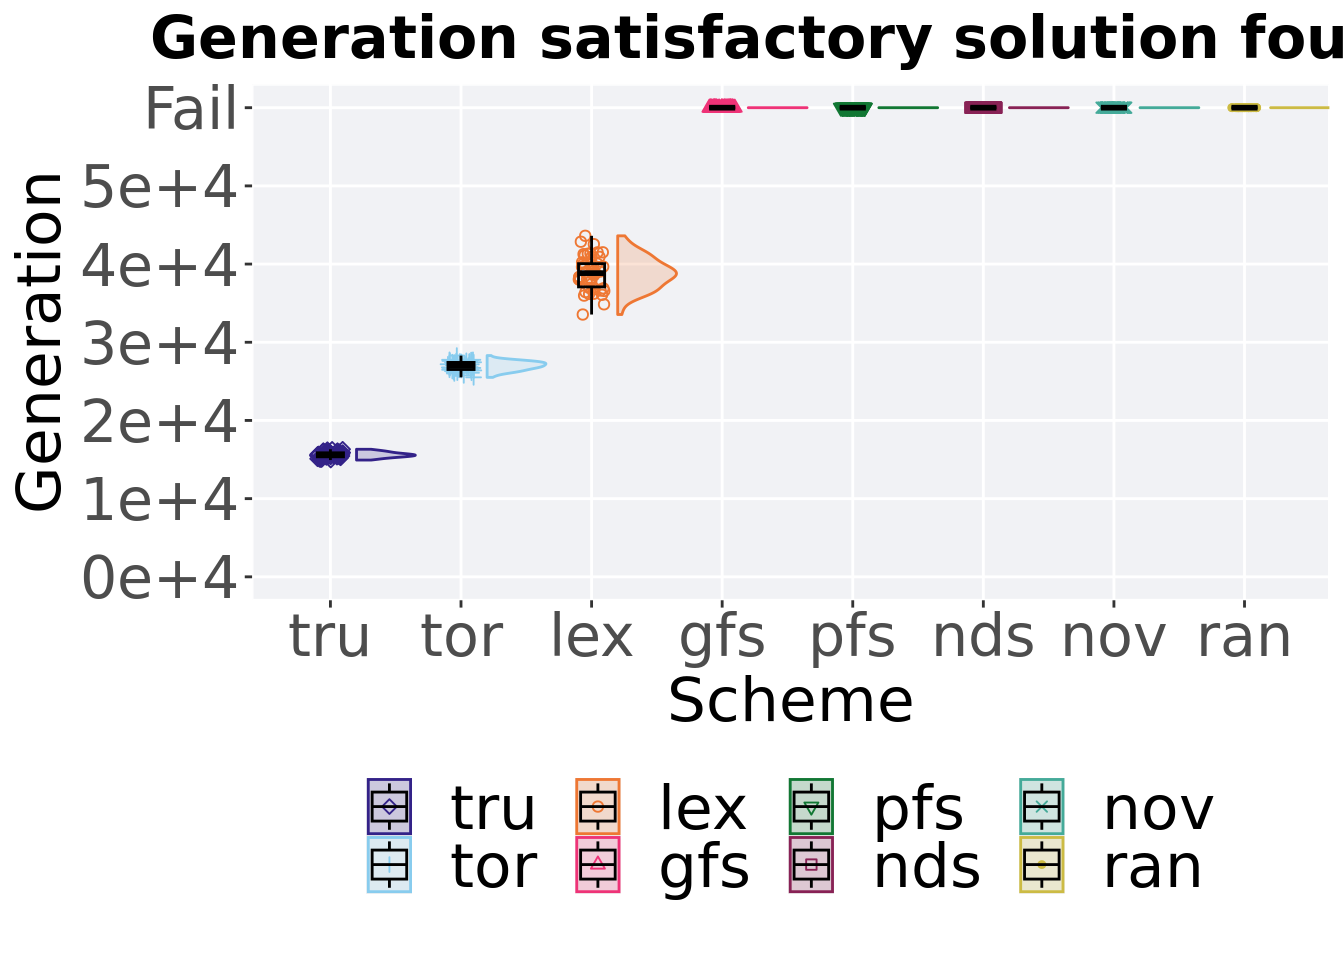 Generation satisfactory solution fou
Generation
Fail
5e+4
4e+4
3e+4
2e+4
1e+4
0e+4
tru tor lex gfs pfs nds nov ran
Scheme
tru lex pfs nov
tor gfs nds ran